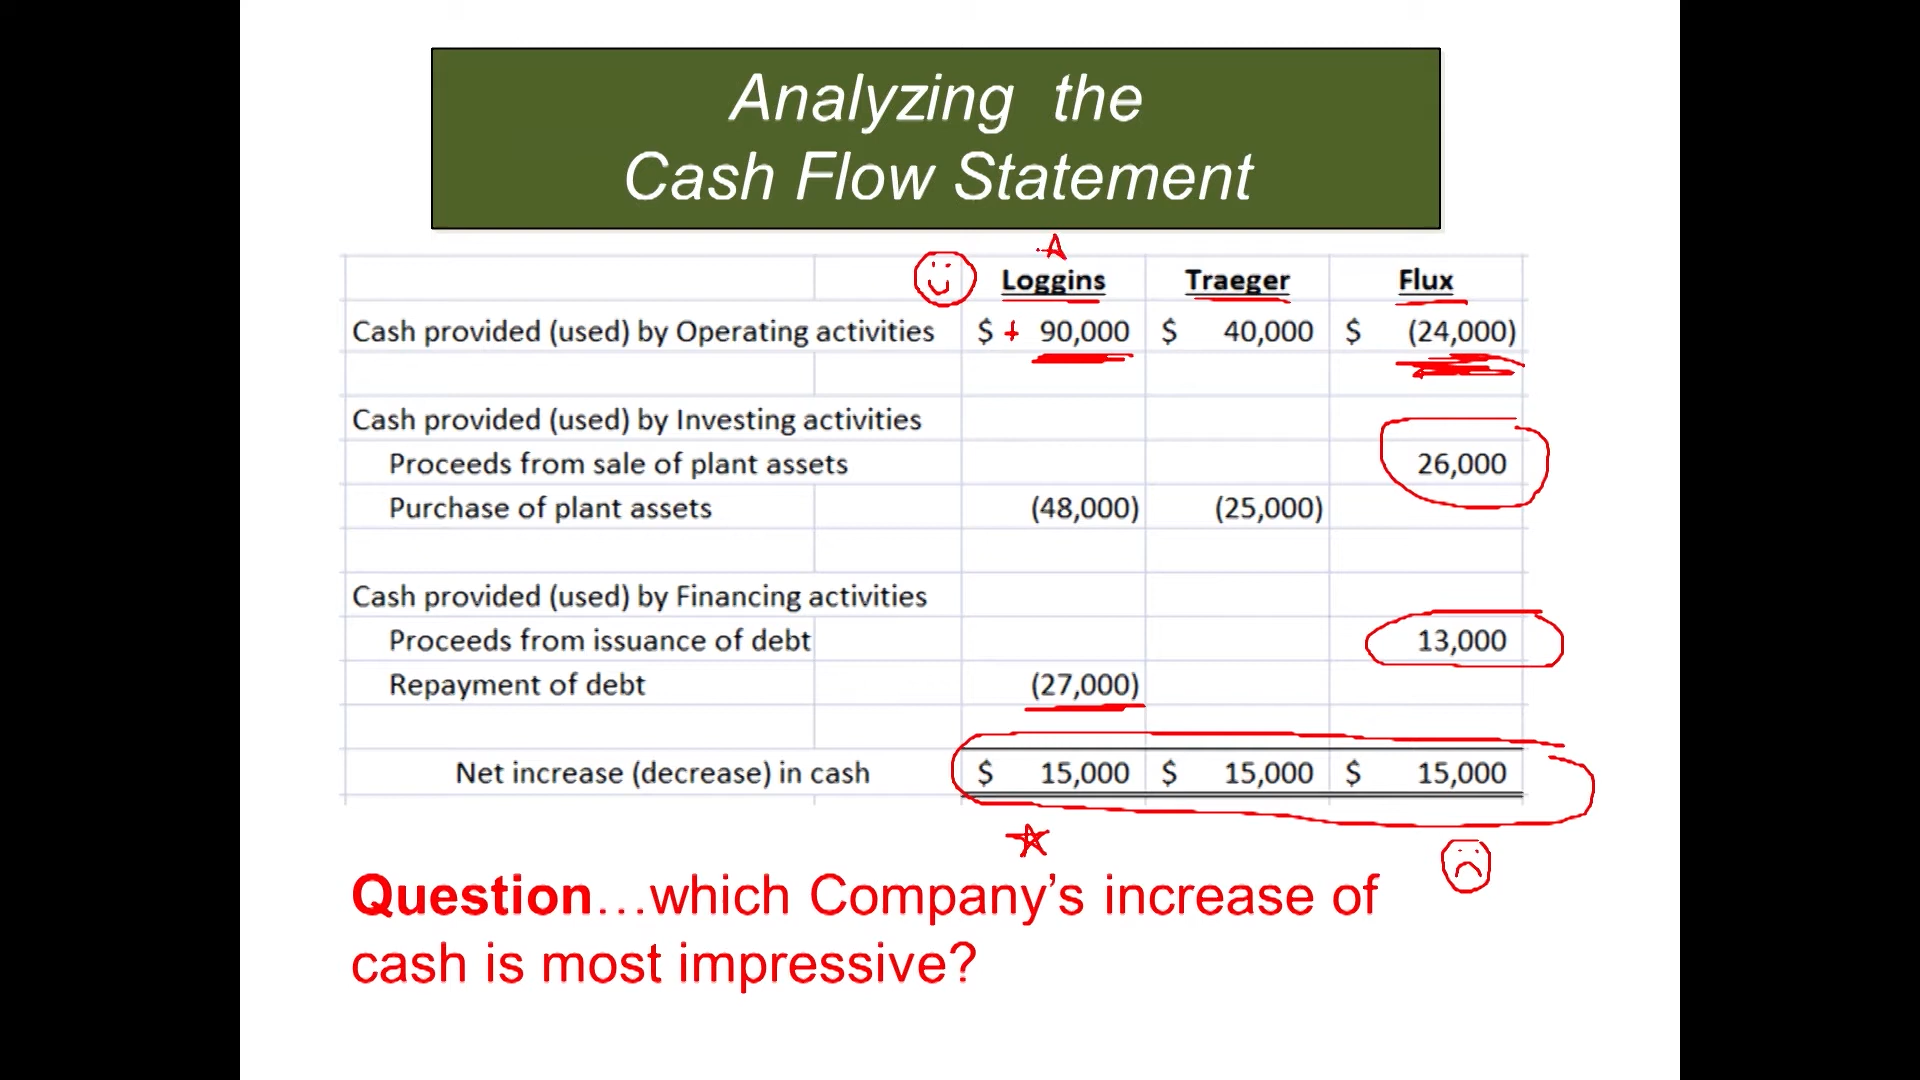 Analyzing the
Cash Flow Statement
A
Loggins Traeger Flux
Cash provided (used) by Operating activities $ + 90,000 $ 40,000 $ (24,000)
Cash provided (used) by Investing activities
Proceeds from sale of plant assets 26,000
Purchase of plant assets (48,000) (25,000)
Cash provided (used) by Financing activities
Proceeds from issuance of debt 13,000
Repayment of debt (27,000)
Net increase (decrease) in cash $ 15,000 $ 15,000 $ 15,000
Question…which Company’s increase of
cash is most impressive?